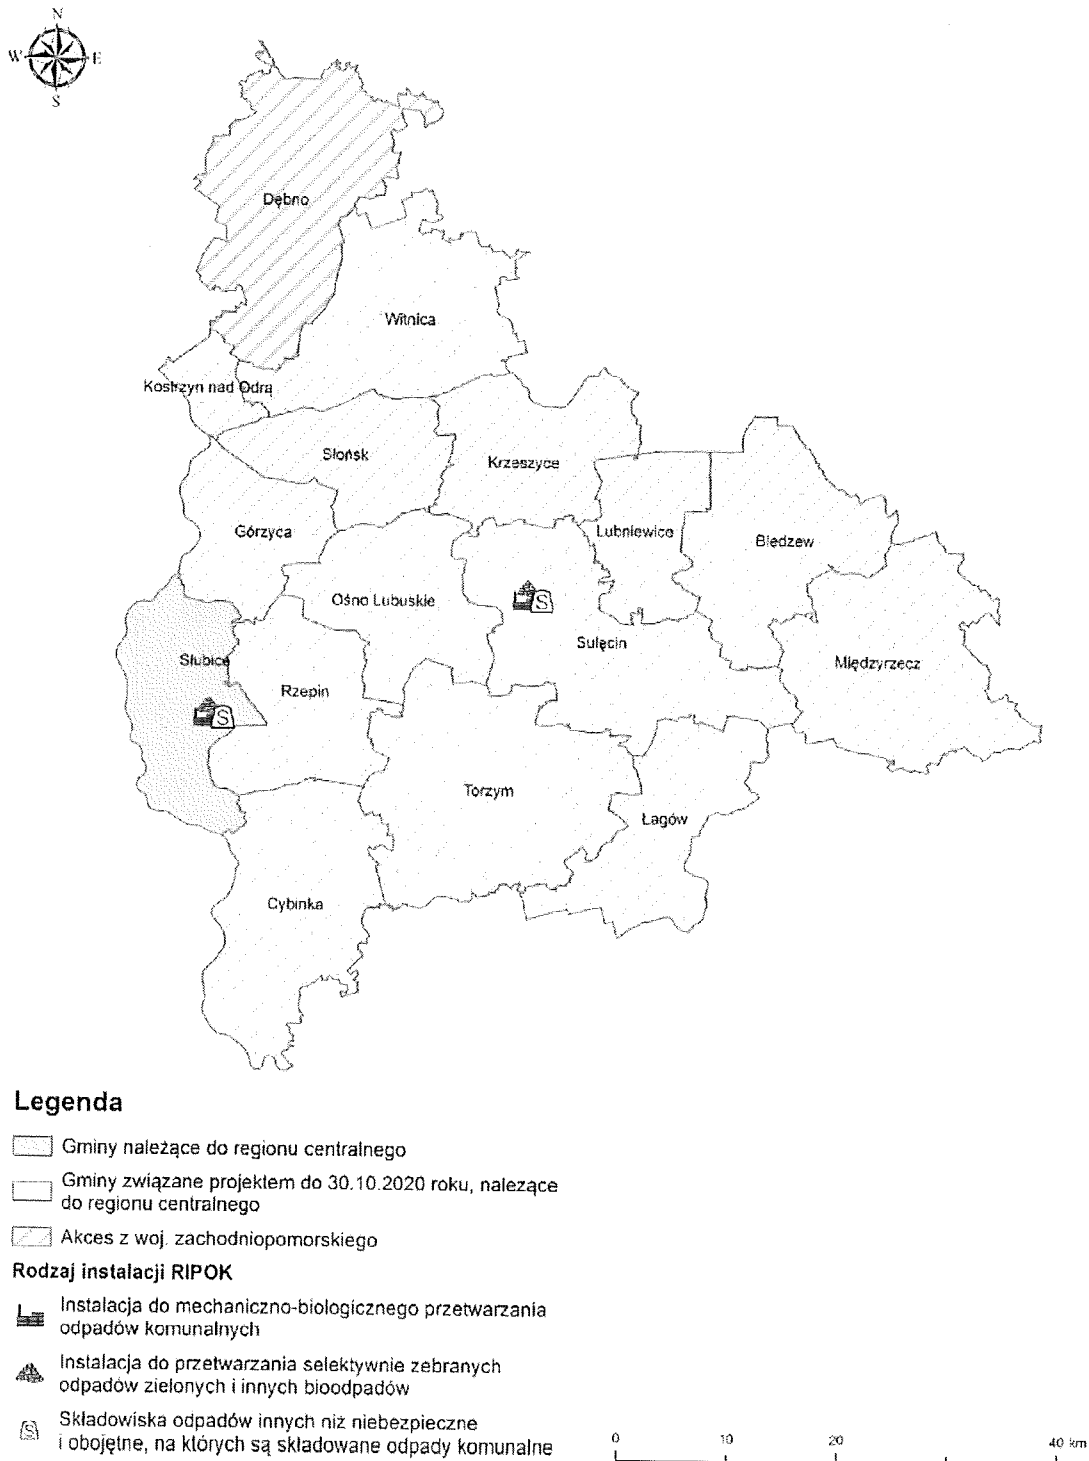 N
W E
S
Dębno
Witnica
Kostrzyn nad Odrą
Słońsk
Krzeszyce
Górzyca
Lubniewice
Bledzew
Ośno Lubuskie
Sulęcin
Międzyrzecz
Słubice
Rzepin
S
S
Torzym
Łagów
Cybinka
Legenda
Gminy należące do regionu centralnego
Gminy związane projektem do 30.10.2020 roku, nalezące
do regionu centralnego
Akces z woj. zachodniopomorskiego
Rodzaj instalacji RIPOK
Instalacja do mechaniczno-biologicznego przetwarzania
odpadów komunalnych
Instalacja do przetwarzania selektywnie zebranych
odpadów zielonych i innych bioodpadów
S
Składowiska odpadów innych niż niebezpieczne
i obojętne, na których są składowane odpady komunalne
0 10 20 40 km